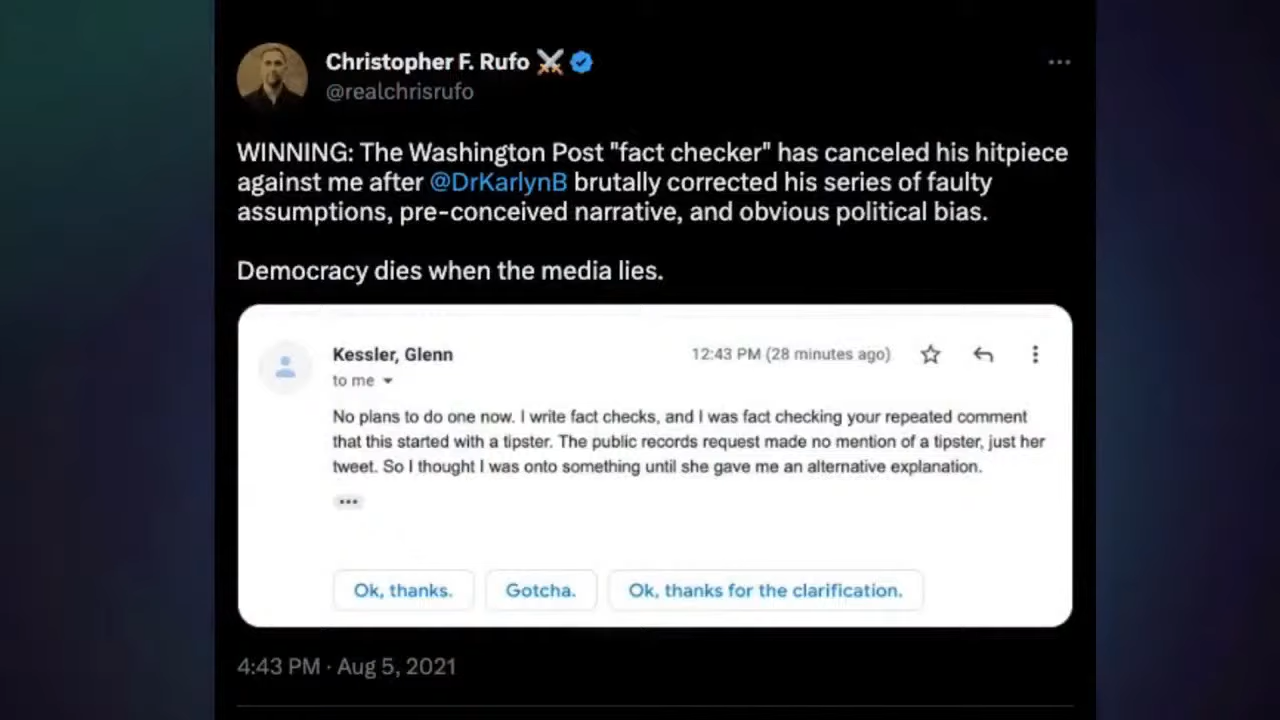 Christopher F. Rufo ⚔️
@realchrisrufo
WINNING: The Washington Post "fact checker" has canceled his hitpiece
against me after @DrKarlynB brutally corrected his series of faulty
assumptions, pre-conceived narrative, and obvious political bias.
Democracy dies when the media lies.
Kessler, Glenn
12:43 PM (28 minutes ago)
to me
No plans to do one now. I write fact checks, and I was fact checking your repeated comment
that this started with a tipster. The public records request made no mention of a tipster, just her
tweet. So I thought I was onto something until she gave me an alternative explanation.
Ok, thanks.
Gotcha.
Ok, thanks for the clarification.
4:43 PM · Aug 5, 2021